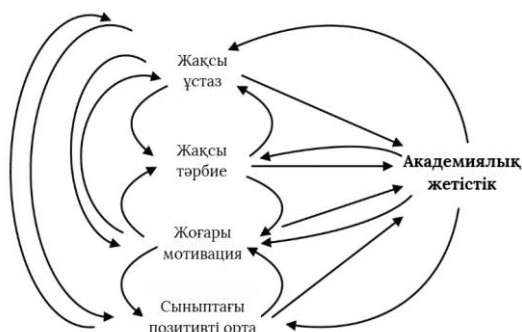 Жақсы
ұстаз
Жақсы
тәрбие
Академиялық
жетістік
Жоғары
мотивация
Сыныптағы
позитивті орта